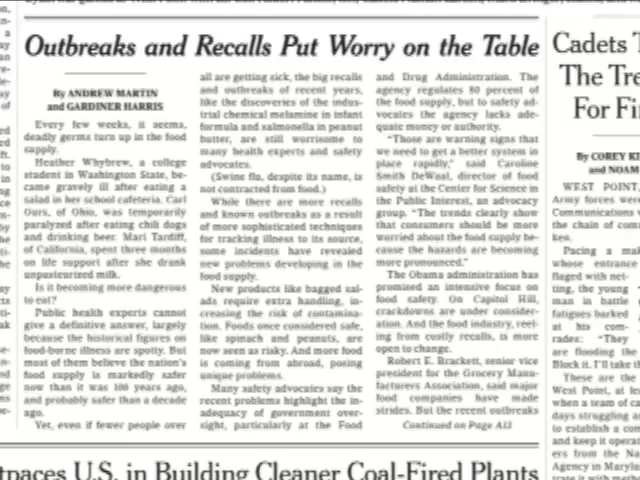 Outbreaks and Recalls Put Worry on the Table
By ANDREW MARTIN
and GARDINER HARRIS
Every few weeks, it seems,
deadly germs turn up in the food
supply.
Heather Whybrew, a college
student in Washington State, be-
came gravely ill after eating a
salad in her school cafeteria. Carl
Ours, of Ohio, was temporarily
paralyzed after eating chili dogs
and drinking beer. Mari Tardiff,
of California, spent three months
on life support after she drank
unpasteurized milk.
Is it becoming more dangerous
to eat?
Public health experts cannot
give a definitive answer, largely
because the historical figures on
food-borne illness are spotty. But
most of them believe the nation's
food supply is markedly safer
now than it was 100 years ago,
and probably safer than a decade
ago.
Yet, even if fewer people over
all are getting sick, the big recalls
and outbreaks of recent years,
like the discoveries of the indus-
trial chemical melamine in infant
formula and salmonella in peanut
butter, are still worrisome to
many health experts and safety
advocates.
(Swine flu, despite its name, is
not contracted from food.)
While there are more recalls
and known outbreaks as a result
of more sophisticated techniques
for tracking illness to its source,
some incidents have revealed
new problems developing in the
food supply.
New products like bagged sal-
ads require extra handling, in-
creasing the risk of contamina-
tion. Foods once considered safe,
like spinach and peanuts, are
now seen as risky. And more food
is coming from abroad, posing
unique problems.
Many safety advocates say the
recent problems highlight the in-
adequacy of government over-
sight, particularly at the Food
and Drug Administration. The
agency regulates 80 percent of
the food supply, but to safety ad-
vocates the agency lacks ade-
quate money or authority.
"Those are warning signs that
we need to get a better system in
place rapidly," said Caroline
Smith DeWaal, director of food
safety at the Center for Science in
the Public Interest, an advocacy
group. "The trends clearly show
that consumers should be more
worried about the food supply be-
cause the hazards are becoming
more pronounced."
The Obama administration has
promised an intensive focus on
food safety. On Capitol Hill,
crackdowns are under consider-
ation. And the food industry, reel-
ing from costly recalls, is more
open to change.
Robert E. Brackett, senior vice
president for the Grocery Manu-
facturers Association, said major
food companies have made
strides. But the recent outbreaks
Continued on Page A13
Cadets T
The Tre
For Fi
By COREY KI
and NOAM
WEST POINT,
Army forces were
Communications
the chain of com
ken.
Pacing a mak
whose entrance
flagged with net-
ting, the young
man in battle
fatigues barked
at his com-
rades: "They
are flooding the
Block it. I'll take th
These are the
West Point, at lea
when a team of ca
days struggling a
to establish a com
and keep it operat
ers from the Na
Agency in Maryla
tpaces U.S. in Building Cleaner Coal-Fired Plants